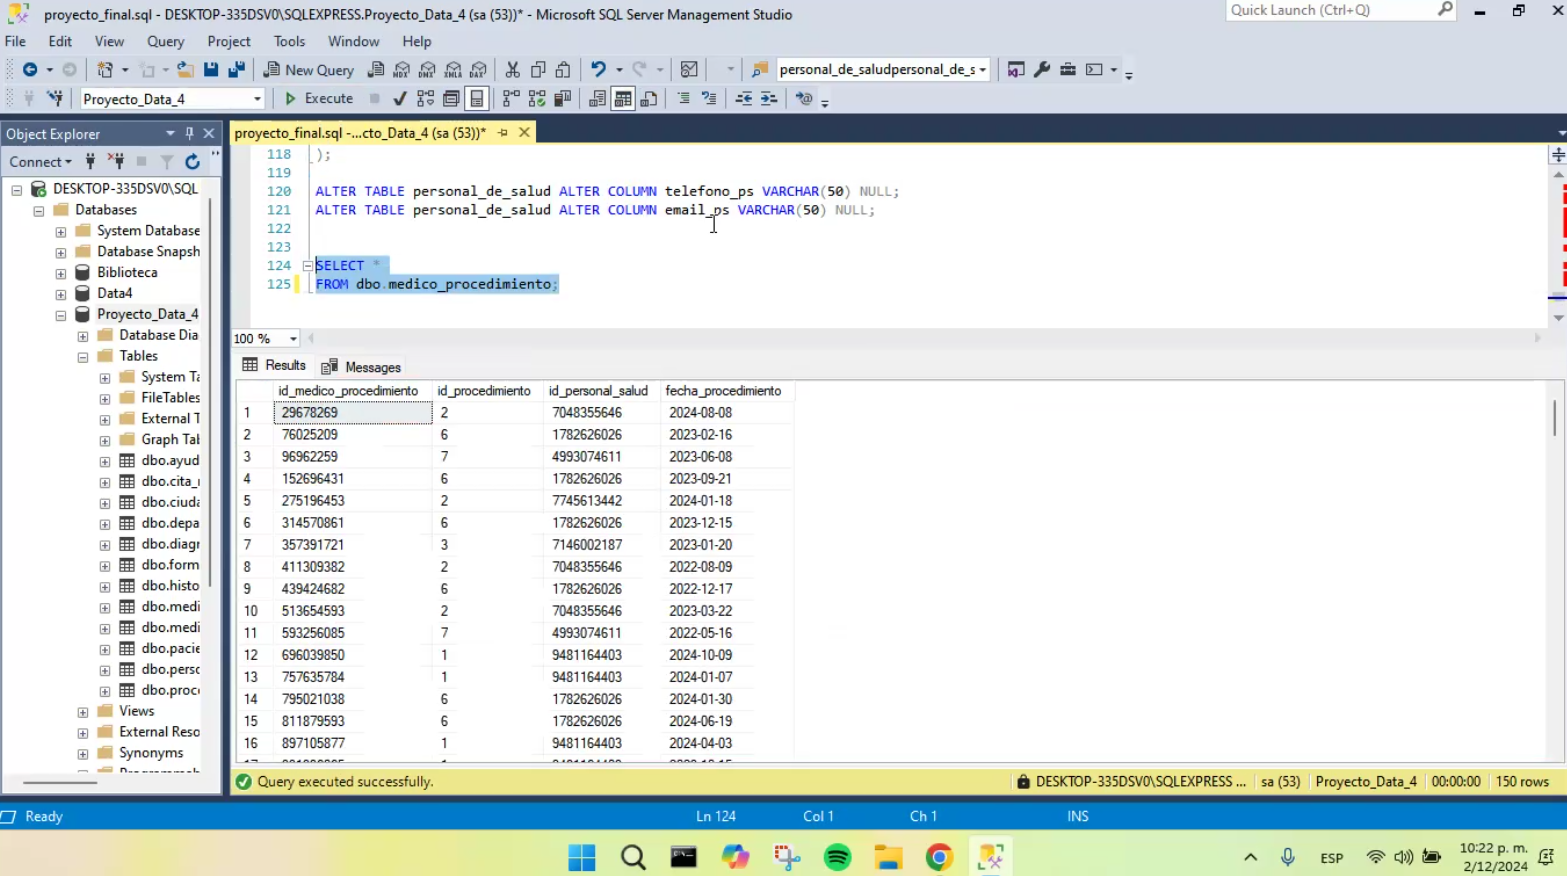 proyecto_final.sql - DESKTOP-335DSV0\SQLEXPRESS.Proyecto_Data_4 (sa (53))* - Microsoft SQL Server Management Studio
Quick Launch (Ctrl+Q)
File Edit View Query Project Tools Window Help
New Query
MDX DMX XMLA DAX
personal_de_saludpersonal_de_s
Proyecto_Data_4
Execute
Object Explorer
proyecto_final.sql -...cto_Data_4 (sa (53))*
Connect
DESKTOP-335DSV0\SQL
Databases
System Database
Database Snapsh
Biblioteca
Data4
Proyecto_Data_4
Database Dia
Tables
System Ta
FileTables
External T
Graph Tab
dbo.ayud
dbo.cita_
dbo.ciuda
dbo.depa
dbo.diagr
dbo.form
dbo.histo
dbo.medi
dbo.medi
dbo.pacie
dbo.perso
dbo.proce
Views
External Reso
Synonyms
118 );
119
120 ALTER TABLE personal_de_salud ALTER COLUMN telefono_ps VARCHAR(50) NULL;
121 ALTER TABLE personal_de_salud ALTER COLUMN email_ps VARCHAR(50) NULL;
122
123
124 SELECT *
125 FROM dbo.medico_procedimiento;
100 %
Results Messages
id_medico_procedimiento id_procedimiento id_personal_salud fecha_procedimiento
1 29678269 2 7048355646 2024-08-08
2 76025209 6 1782626026 2023-02-16
3 96962259 7 4993074611 2023-06-08
4 152696431 6 1782626026 2023-09-21
5 275196453 2 7745613442 2024-01-18
6 314570861 6 1782626026 2023-12-15
7 357391721 3 7146002187 2023-01-20
8 411309382 2 7048355646 2022-08-09
9 439424682 6 1782626026 2022-12-17
10 513654593 2 7048355646 2023-03-22
11 593256085 7 4993074611 2022-05-16
12 696039850 1 9481164403 2024-10-09
13 757635784 1 9481164403 2024-01-07
14 795021038 6 1782626026 2024-01-30
15 811879593 6 1782626026 2024-06-19
16 897105877 1 9481164403 2024-04-03
Query executed successfully.
DESKTOP-335DSV0\SQLEXPRESS ... sa (53) Proyecto_Data_4 00:00:00 150 rows
Ready Ln 124 Col 1 Ch 1 INS
ESP
10:22 p. m.
2/12/2024